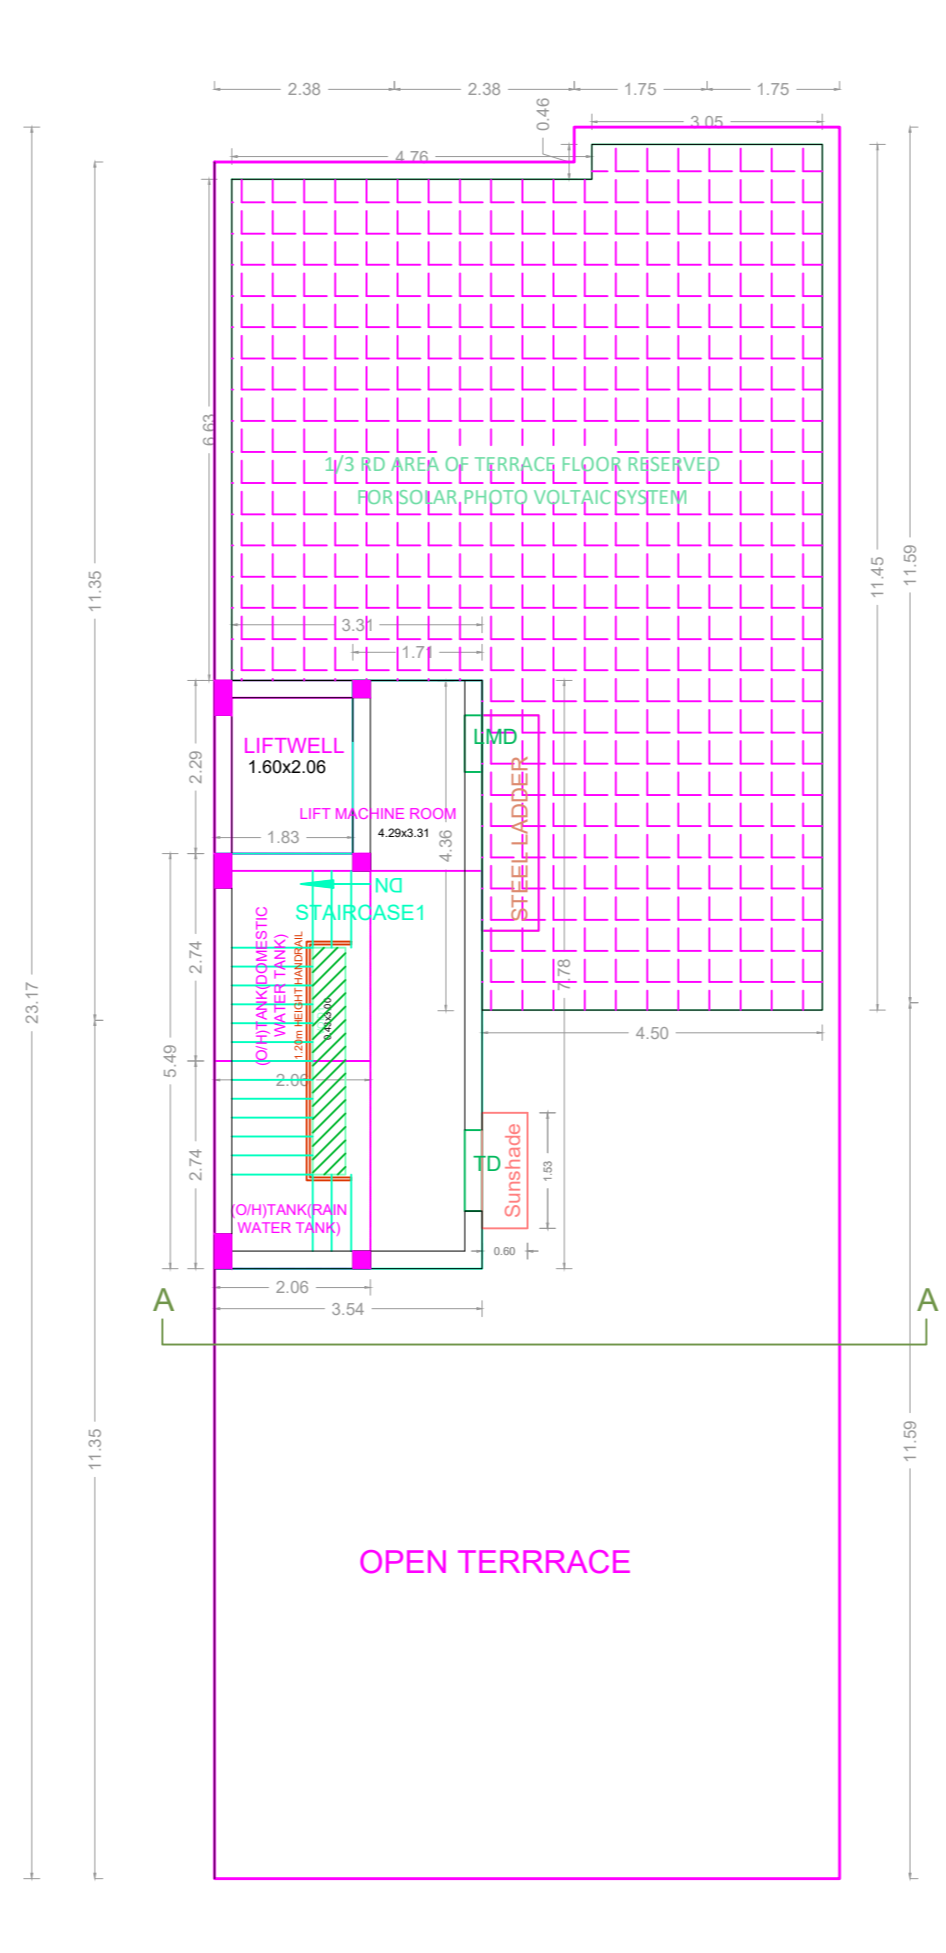 2.38
2.38
1.75
1.75
0.46
3.05
4.76
6.63
1/3 RD AREA OF TERRACE FLOOR RESERVED
FOR SOLAR PHOTO VOLTAIC SYSTEM
11.35
11.45
11.59
3.31
1.71
LIFTWELL
1.60x2.06
LMD
STEEL LADDER
2.29
LIFT MACHINE ROOM
4.29x3.31
1.83
4.36
DN
STAIRCASE1
(O/H)TANK(DOMESTIC
WATER TANK)
1.20m HEIGHT HANDRAIL
0.43x3.00
2.74
7.78
23.17
4.50
5.49
2.06
2.74
TD
Sunshade
1.53
(O/H)TANK(RAIN
WATER TANK)
0.60
2.06
3.54
A
A
11.35
11.59
OPEN TERRRACE